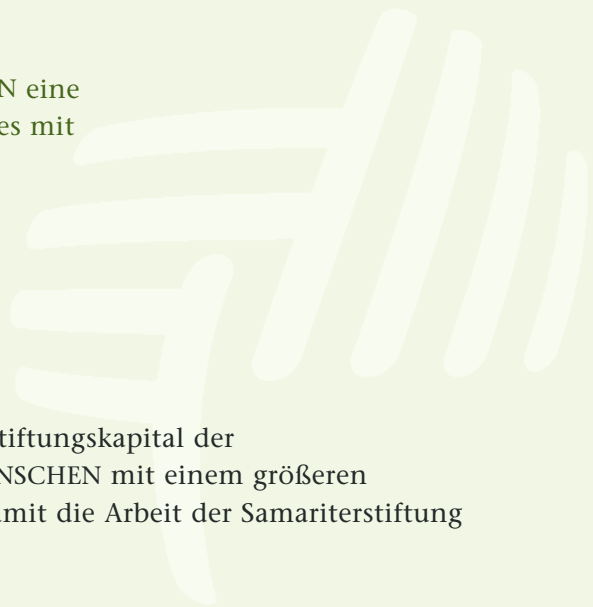 N eine
es mit
tiftungskapital der
NSCHEN mit einem größeren
mit die Arbeit der Samariterstiftung